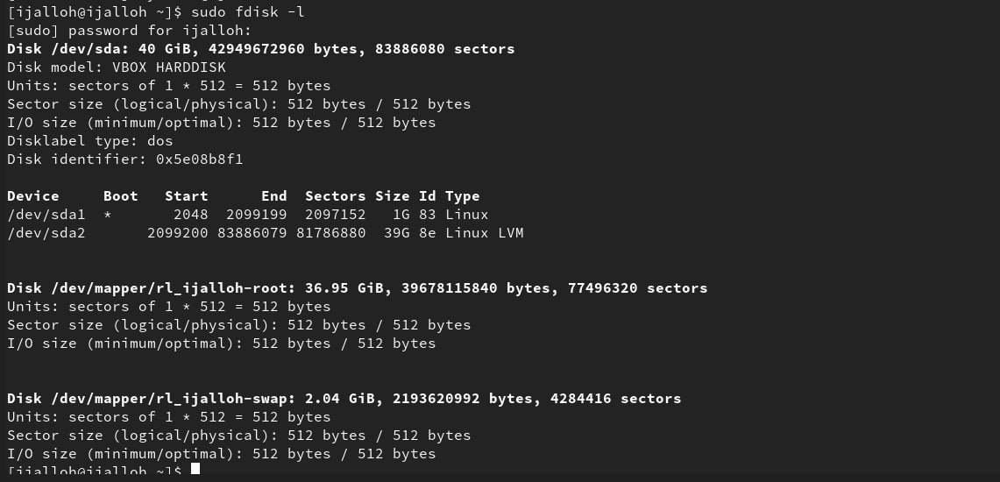 [ijalloh@ijalloh ~]$ sudo fdisk -l
[sudo] password for ijalloh:
Disk /dev/sda: 40 GiB, 42949672960 bytes, 83886080 sectors
Disk model: VBOX HARDDISK
Units: sectors of 1 * 512 = 512 bytes
Sector size (logical/physical): 512 bytes / 512 bytes
I/O size (minimum/optimal): 512 bytes / 512 bytes
Disklabel type: dos
Disk identifier: 0x5e08b8f1
Device     Boot   Start      End  Sectors Size Id Type
/dev/sda1  *       2048  2099199  2097152   1G 83 Linux
/dev/sda2       2099200 83886079 81786880  39G 8e Linux LVM
Disk /dev/mapper/rl_ijalloh-root: 36.95 GiB, 39678115840 bytes, 77496320 sectors
Units: sectors of 1 * 512 = 512 bytes
Sector size (logical/physical): 512 bytes / 512 bytes
I/O size (minimum/optimal): 512 bytes / 512 bytes
Disk /dev/mapper/rl_ijalloh-swap: 2.04 GiB, 2193620992 bytes, 4284416 sectors
Units: sectors of 1 * 512 = 512 bytes
Sector size (logical/physical): 512 bytes / 512 bytes
I/O size (minimum/optimal): 512 bytes / 512 bytes
[ijalloh@ijalloh ~]$